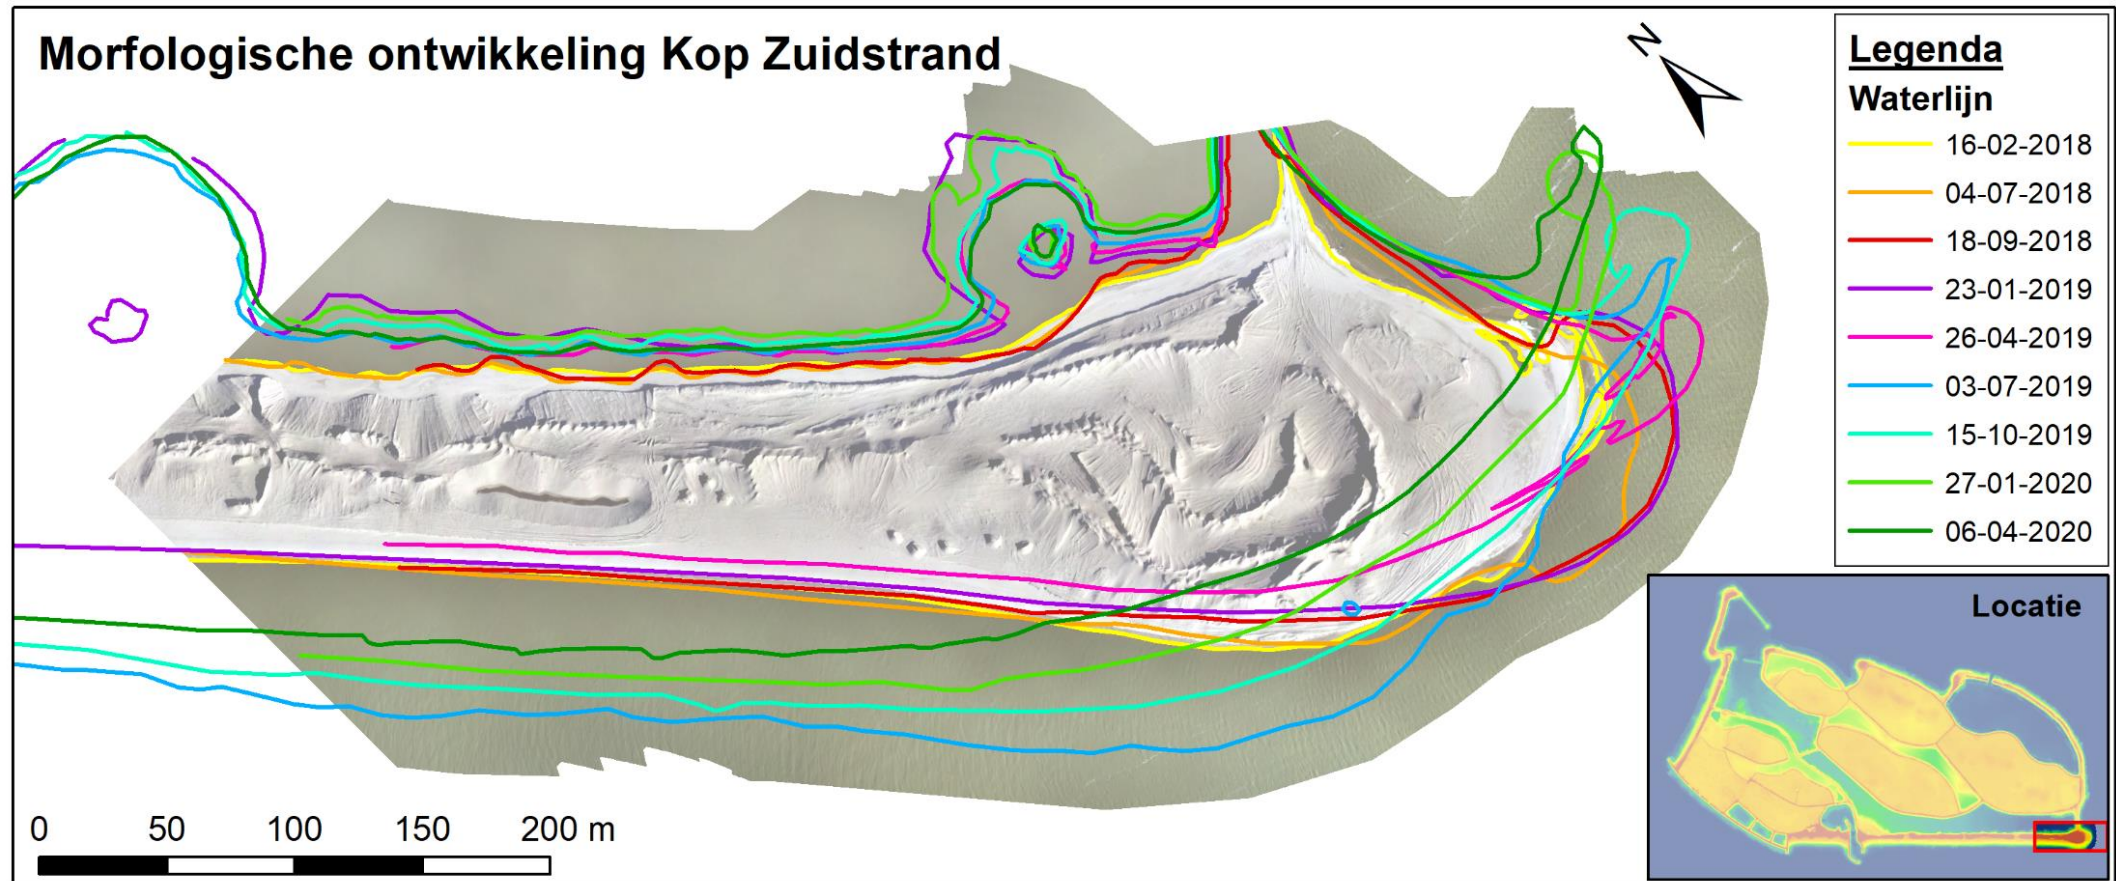 Morfologische ontwikkeling Kop Zuidstrand
N
Legenda
Waterlijn
16-02-2018
04-07-2018
18-09-2018
23-01-2019
26-04-2019
03-07-2019
15-10-2019
27-01-2020
06-04-2020
Locatie
0 50 100 150 200 m